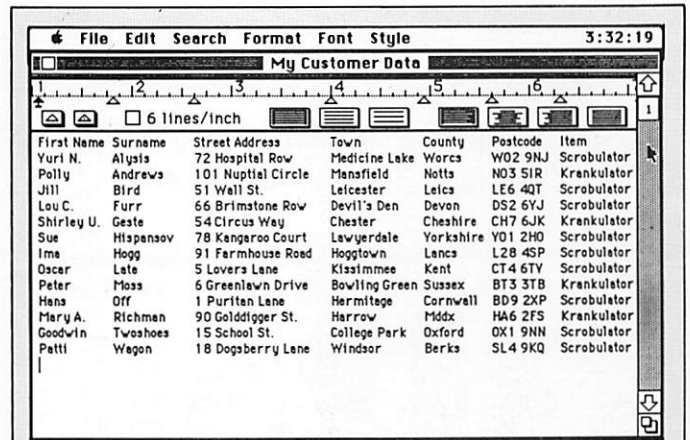 File Edit Search Format Font Style 3:32:19
My Customer Data
1 2 3 4 5 6 7
6 lines/inch
1
First Name Surname Street Address Town County Postcode Item
Yuri N. Alysis 72 Hospital Row Medicine Lake Worcs WO2 9NJ Scrobulator
Polly Andrews 101 Nuptial Circle Mansfield Notts NO3 5IR Krankulator
Jill Bird 51 Wall St. Leicester Leics LE6 4QT Scrobulator
Lou C. Furr 66 Brimstone Row Devil's Den Devon DS2 6YJ Scrobulator
Shirley U. Geste 54 Circus Way Chester Cheshire CH7 6JK Krankulator
Sue Hispansov 78 Kangaroo Court Lawyerdale Yorkshire YO1 2HO Scrobulator
Ima Hogg 91 Farmhouse Road Hoggtown Lancs L28 4SP Scrobulator
Oscar Late 5 Lovers Lane Kissimmee Kent CT4 6TY Scrobulator
Peter Moss 6 Greenlawn Drive Bowling Green Sussex BT3 3TB Krankulator
Hans Off 1 Puritan Lane Hermitage Cornwall BD9 2XP Scrobulator
Mary A. Richman 90 Golddigger St. Harrow Mddx HA6 2FS Krankulator
Goodwin Twoshoes 15 School St. College Park Oxford OX1 9NN Scrobulator
Patti Wagon 18 Dogsberry Lane Windsor Berks SL4 9KQ Scrobulator